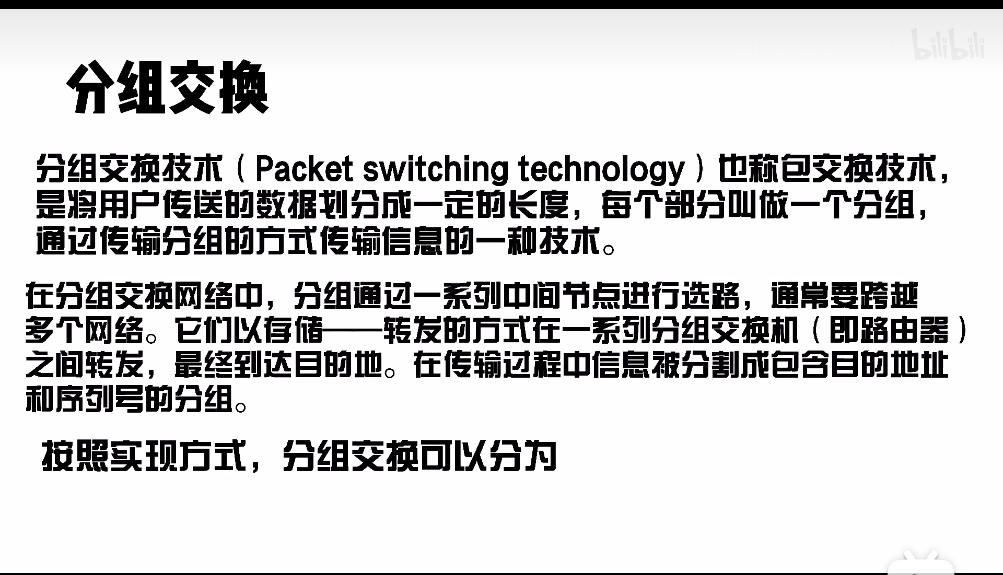 bilibili
分组交换
分组交换技术（Packet switching technology）也称包交换技术，
是将用户传送的数据划分成一定的长度，每个部分叫做一个分组，
通过传输分组的方式传输信息的一种技术。
在分组交换网络中，分组通过一系列中间节点进行选路，通常要跨越
多个网络。它们以存储——转发的方式在一系列分组交换机（即路由器）
之间转发，最终到达目的地。在传输过程中信息被分割成包含目的地址
和序列号的分组。
按照实现方式，分组交换可以分为